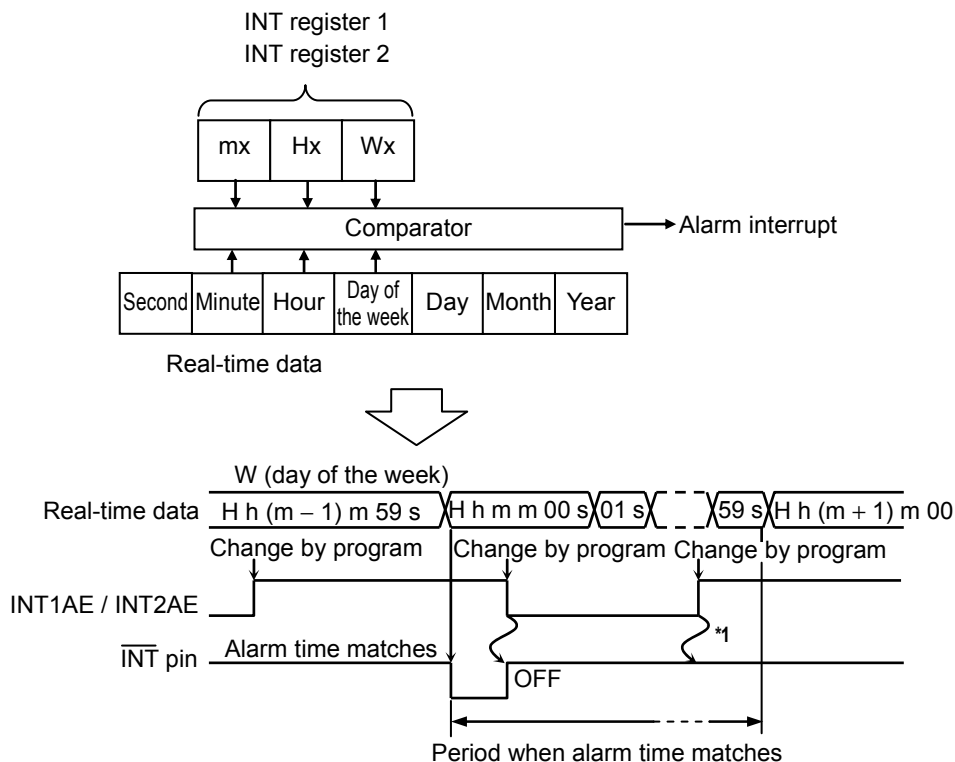 INT register 1
INT register 2
mx Hx Wx
Comparator
Alarm interrupt
Second Minute Hour Day of the week Day Month Year
Real-time data
W (day of the week)
Real-time data H h (m − 1) m 59 s H h m m 00 s 01 s 59 s H h (m + 1) m 00
Change by program Change by program Change by program
INT1AE / INT2AE
*1
INT pin Alarm time matches
OFF
Period when alarm time matches